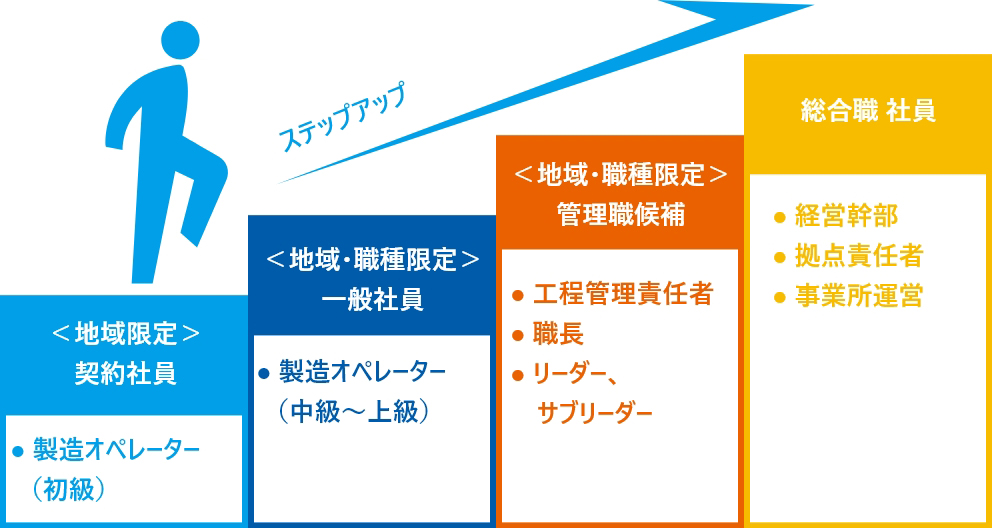 ステップアップ
＜地域限定＞
契約社員
● 製造オペレーター
（初級）
＜地域・職種限定＞
一般社員
● 製造オペレーター
（中級～上級）
＜地域・職種限定＞
管理職候補
● 工程管理責任者
● 職長
● リーダー、
サブリーダー
総合職 社員
● 経営幹部
● 拠点責任者
● 事業所運営